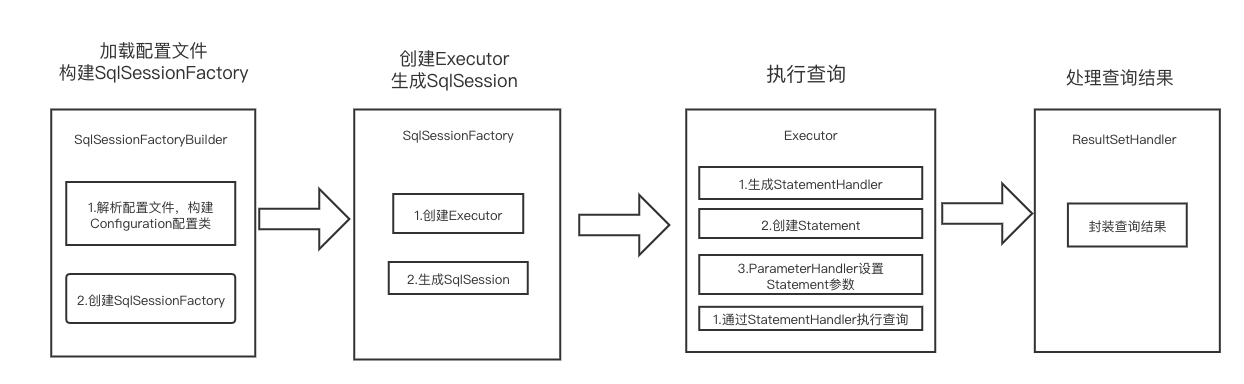 加载配置文件
构建SqlSessionFactory
SqlSessionFactoryBuilder
1.解析配置文件，构建
Configuration配置类
2.创建SqlSessionFactory
创建Executor
生成SqlSession
SqlSessionFactory
1.创建Executor
2.生成SqlSession
执行查询
Executor
1.生成StatementHandler
2.创建Statement
3.ParameterHandler设置
Statement参数
1.通过StatementHandler执行查询
处理查询结果
ResultSetHandler
封装查询结果